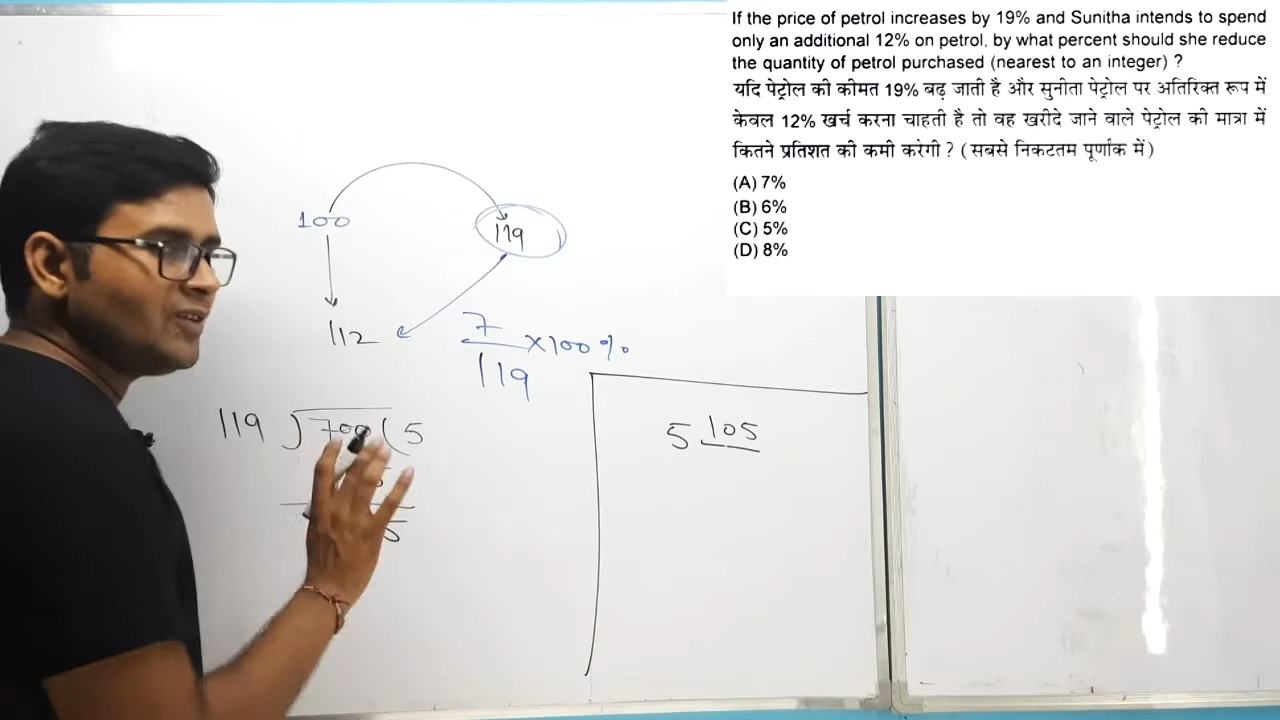 If the price of petrol increases by 19% and Sunitha intends to spend
only an additional 12% on petrol, by what percent should she reduce
the quantity of petrol purchased (nearest to an integer) ?
यदि पेट्रोल की कीमत 19% बढ़ जाती है और सुनीता पेट्रोल पर अतिरिक्त रूप में
केवल 12% खर्च करना चाहती है तो वह खरीदे जाने वाले पेट्रोल की मात्रा में
कितने प्रतिशत की कमी करेगी ? ( सबसे निकटतम पूर्णांक में )
(A) 7%
(B) 6%
(C) 5%
(D) 8%
100
119
112
7
119
×100%
119 ) 700 ( 5
5
5 105